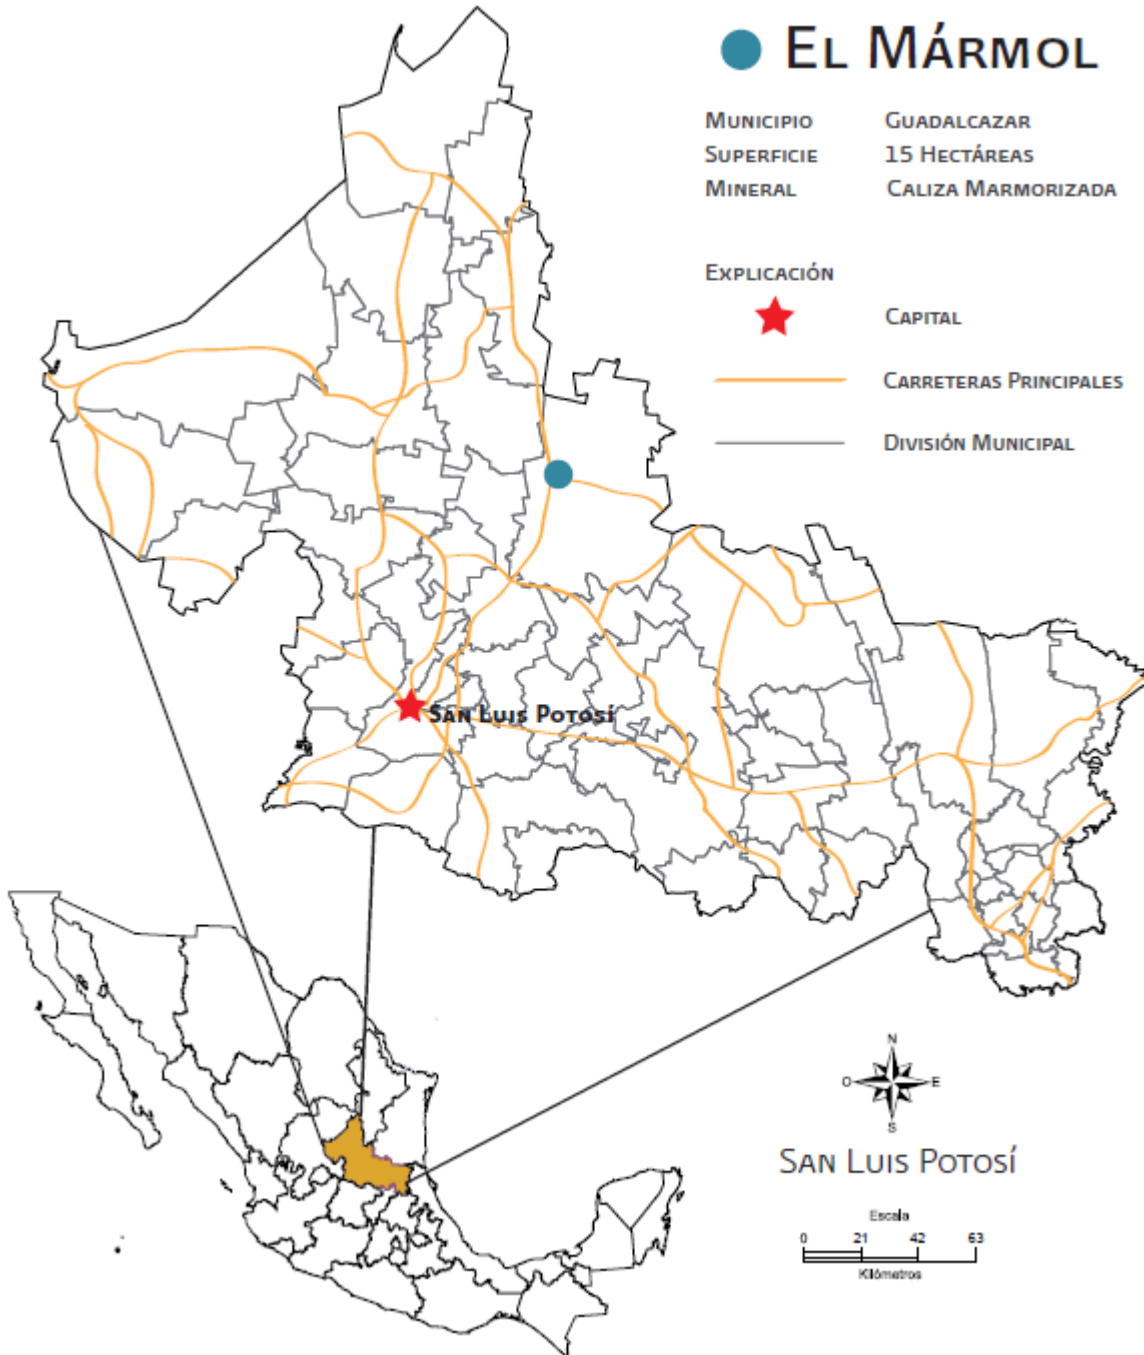 El Mármol
Municipio Guadalcazar
Superficie 15 Hectáreas
Mineral Caliza Marmorizada
Explicación
Capital
Carreteras Principales
División Municipal
San Luis Potosí
N
O E
S
San Luis Potosí
Escala
0 21 42 63
Kilómetros